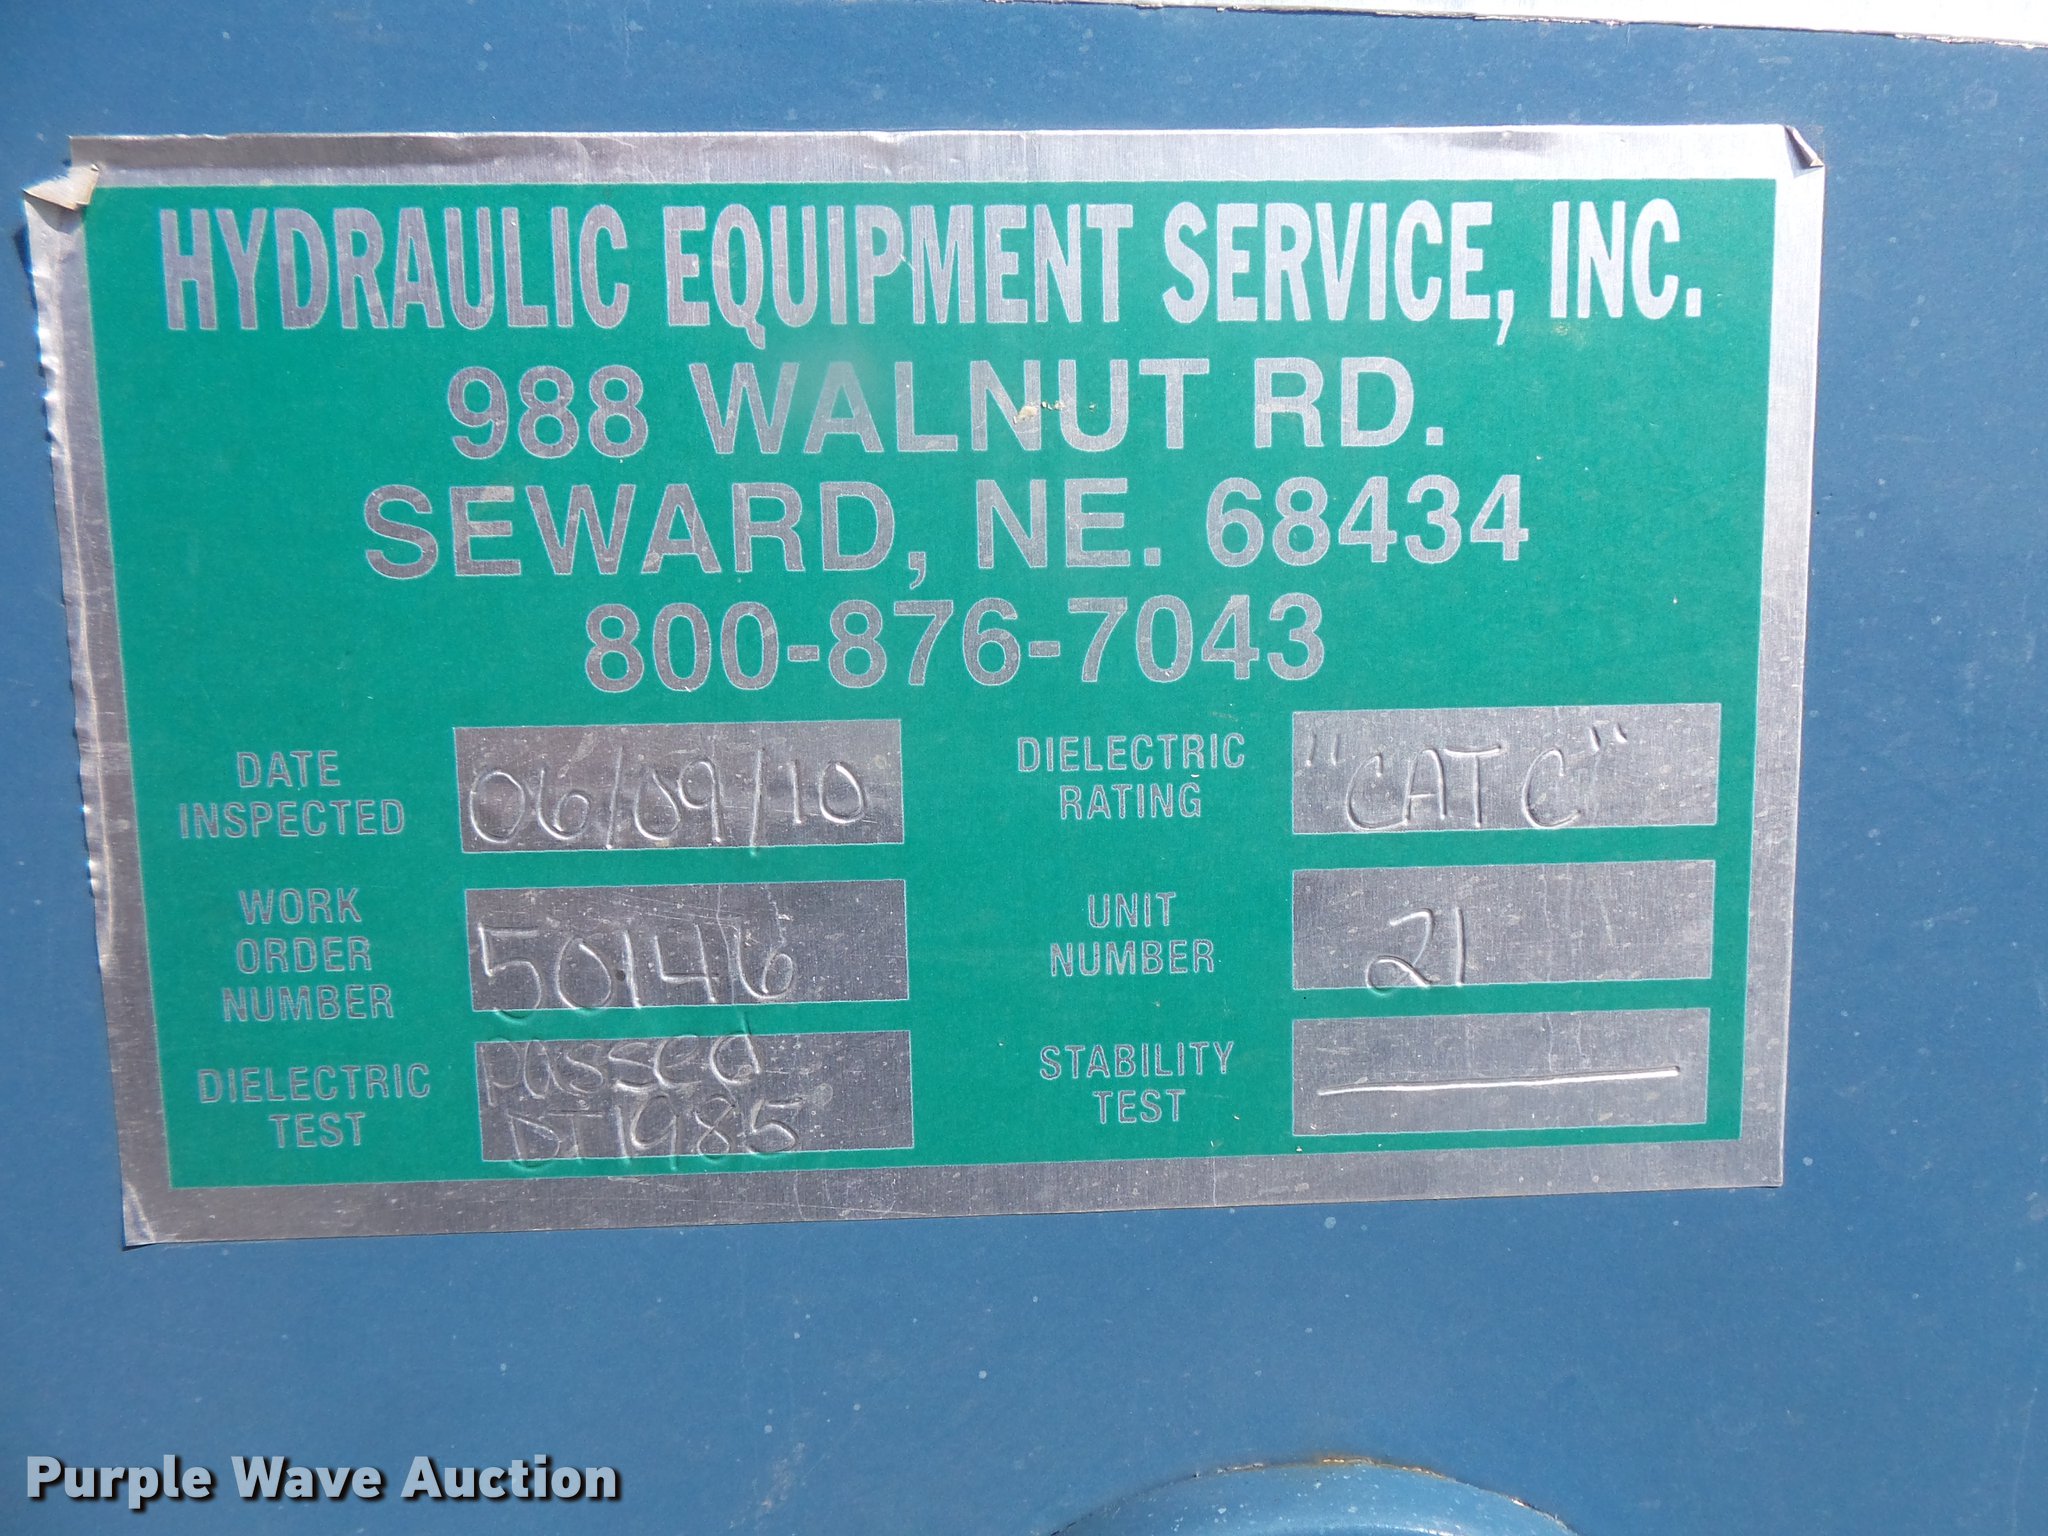 HYDRAULIC EQUIPMENT SERVICE, INC.
988 WALNUT RD.
SEWARD, NE. 68434
800-876-7043
DATE
INSPECTED
06/09/10
DIELECTRIC
RATING
"CAT C"
WORK
ORDER
NUMBER
50146
UNIT
NUMBER
21
DIELECTRIC
TEST
passed
DT1985
STABILITY
TEST
Purple Wave Auction